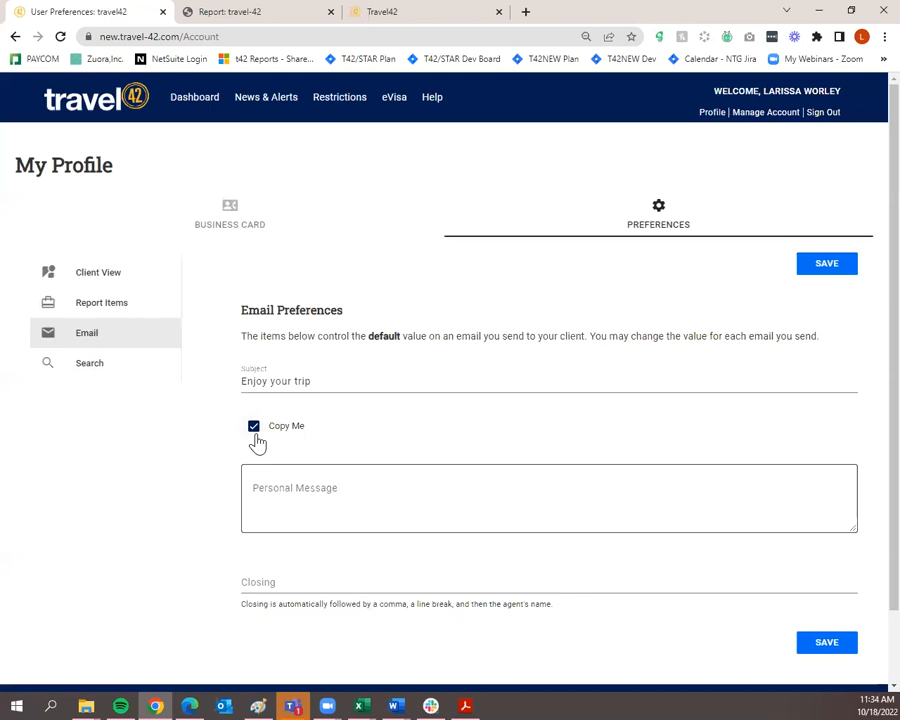 User Preferences: travel42
Report: travel-42
Travel42
new.travel-42.com/Account
L
PAYCOM
Zuora,Inc.
NetSuite Login
t42 Reports - Share...
T42/STAR Plan
T42/STAR Dev Board
T42NEW Plan
T42NEW Dev
Calendar - NTG Jira
My Webinars - Zoom
travel42
Dashboard
News & Alerts
Restrictions
eVisa
Help
WELCOME, LARISSA WORLEY
Profile | Manage Account | Sign Out
My Profile
BUSINESS CARD
PREFERENCES
Client View
Report Items
Email
Search
SAVE
Email Preferences
The items below control the default value on an email you send to your client. You may change the value for each email you send.
Subject
Enjoy your trip
Copy Me
Personal Message
Closing
Closing is automatically followed by a comma, a line break, and then the agent's name.
SAVE
11:34 AM
10/18/2022